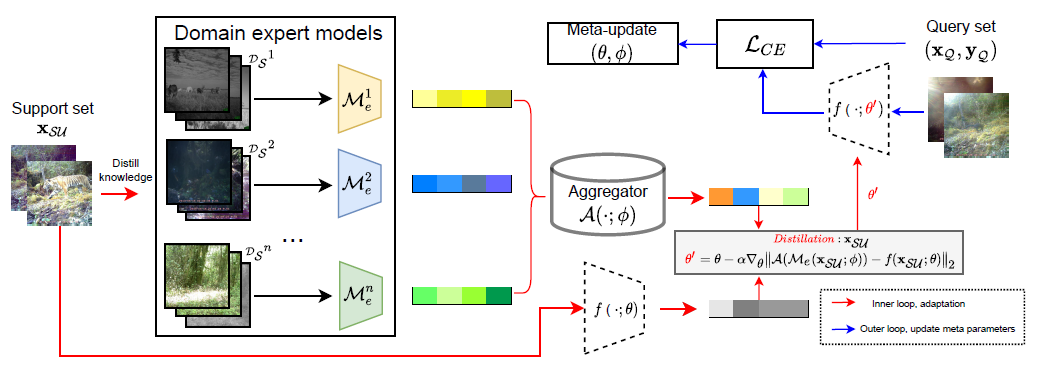 Domain expert models
Support set
$\mathbf{x}_{\mathcal{SU}}$
Distill
knowledge
$\mathcal{D}_S{}^1$
$\mathcal{M}_e^1$
$\mathcal{D}_S{}^2$
$\mathcal{M}_e^2$
...
$\mathcal{D}_S{}^n$
$\mathcal{M}_e^n$
Aggregator
$\mathcal{A}(\cdot;\phi)$
$f(\cdot;\theta)$
Meta-update
$(\theta, \phi)$
$\mathcal{L}_{CE}$
Query set
$(\mathbf{x}_{\mathcal{Q}}, \mathbf{y}_{\mathcal{Q}})$
$f(\cdot;\theta')$
$\theta'$
Distillation : $\mathbf{x}_{\mathcal{SU}}$
$\theta' = \theta - \alpha\nabla_\theta \|\mathcal{A}(\mathcal{M}_e(\mathbf{x}_{\mathcal{SU}};\phi)) - f(\mathbf{x}_{\mathcal{SU}};\theta)\|_2$
Inner loop, adaptation
Outer loop, update meta parameters